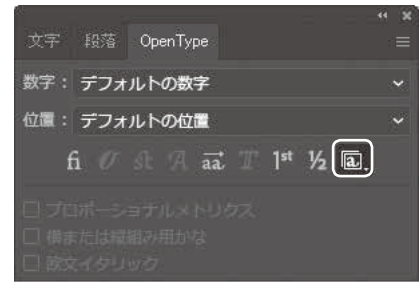 文字 段落 OpenType
数字： デフォルトの数字
位置： デフォルトの位置
fi 𝒪 st A aa T 1st ½ a
プロポーショナルメトリクス
横または縦組み用かな
欧文イタリック